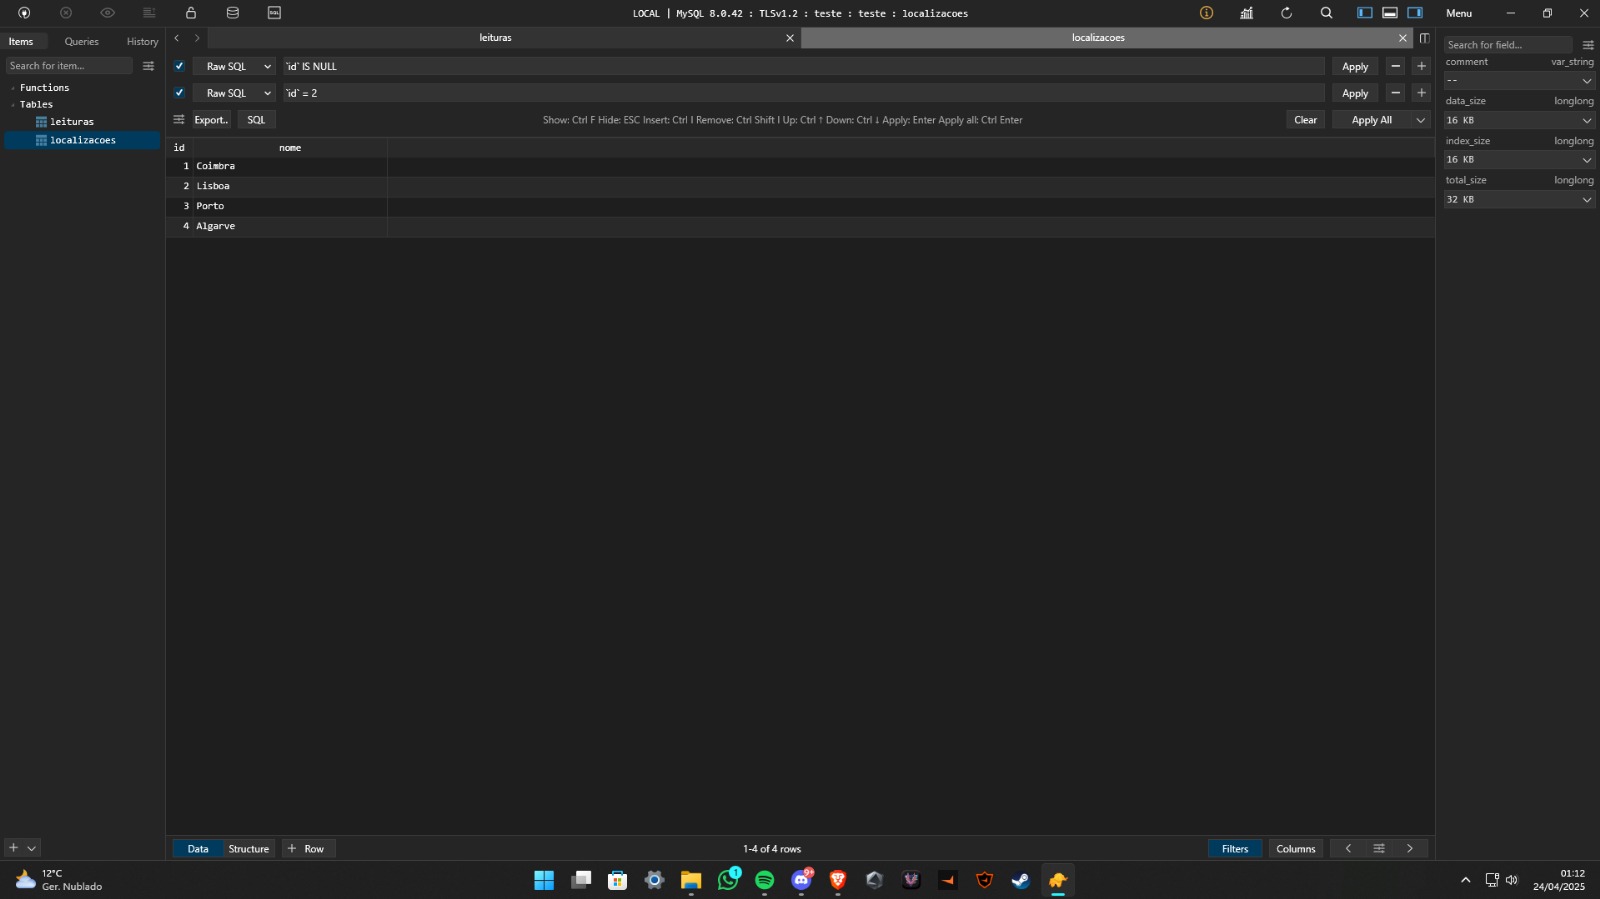 LOCAL | MySQL 8.0.42 : TLSv1.2 : teste : teste : localizacoes
Menu
Items Queries History
leituras
localizacoes
Search for item...
Functions
Tables
leituras
localizacoes
Raw SQL `id` IS NULL Apply
Raw SQL `id` = 2 Apply
Export.. SQL Show: Ctrl F Hide: ESC Insert: Ctrl I Remove: Ctrl Shift I Up: Ctrl ↑ Down: Ctrl ↓ Apply: Enter Apply all: Ctrl Enter Clear Apply All
id nome
1 Coimbra
2 Lisboa
3 Porto
4 Algarve
Search for field...
comment var_string
--
data_size longlong
16 KB
index_size longlong
16 KB
total_size longlong
32 KB
Data Structure + Row 1-4 of 4 rows Filters Columns
12°C
Ger. Nublado
1
9+
01:12
24/04/2025